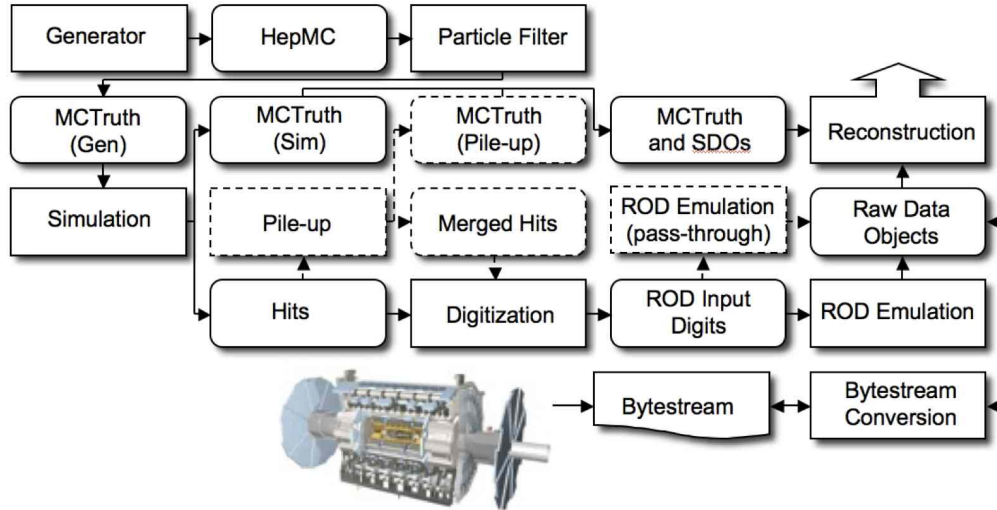 Generator
HepMC
Particle Filter
MCTruth
(Gen)
MCTruth
(Sim)
MCTruth
(Pile-up)
MCTruth
and SDOs
Reconstruction
Simulation
Pile-up
Merged Hits
ROD Emulation
(pass-through)
Raw Data
Objects
Hits
Digitization
ROD Input
Digits
ROD Emulation
Bytestream
Bytestream
Conversion